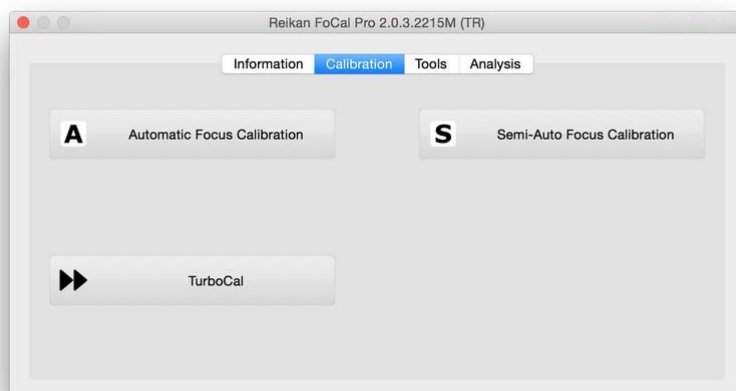 Reikan FoCal Pro 2.0.3.2215M (TR)
Information Calibration Tools Analysis
A Automatic Focus Calibration S Semi-Auto Focus Calibration
TurboCal